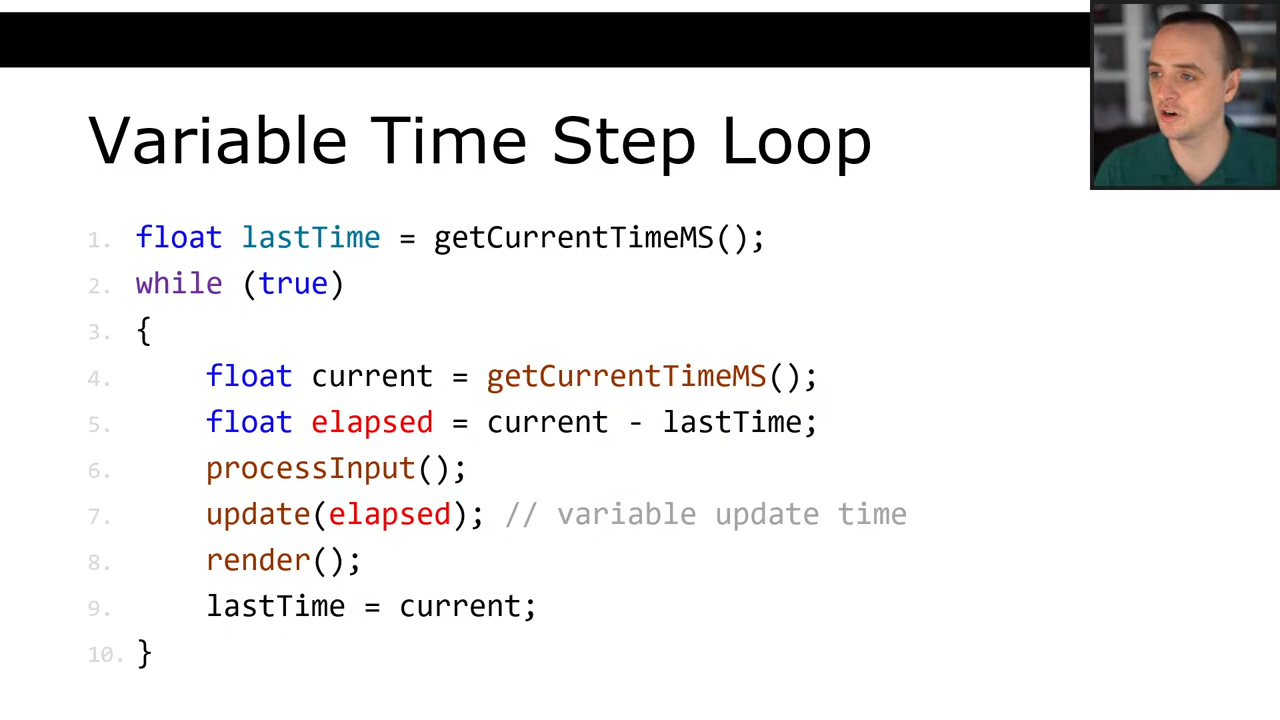 Variable Time Step Loop
1. float lastTime = getCurrentTimeMS();
2. while (true)
3. {
4. float current = getCurrentTimeMS();
5. float elapsed = current - lastTime;
6. processInput();
7. update(elapsed); // variable update time
8. render();
9. lastTime = current;
10. }